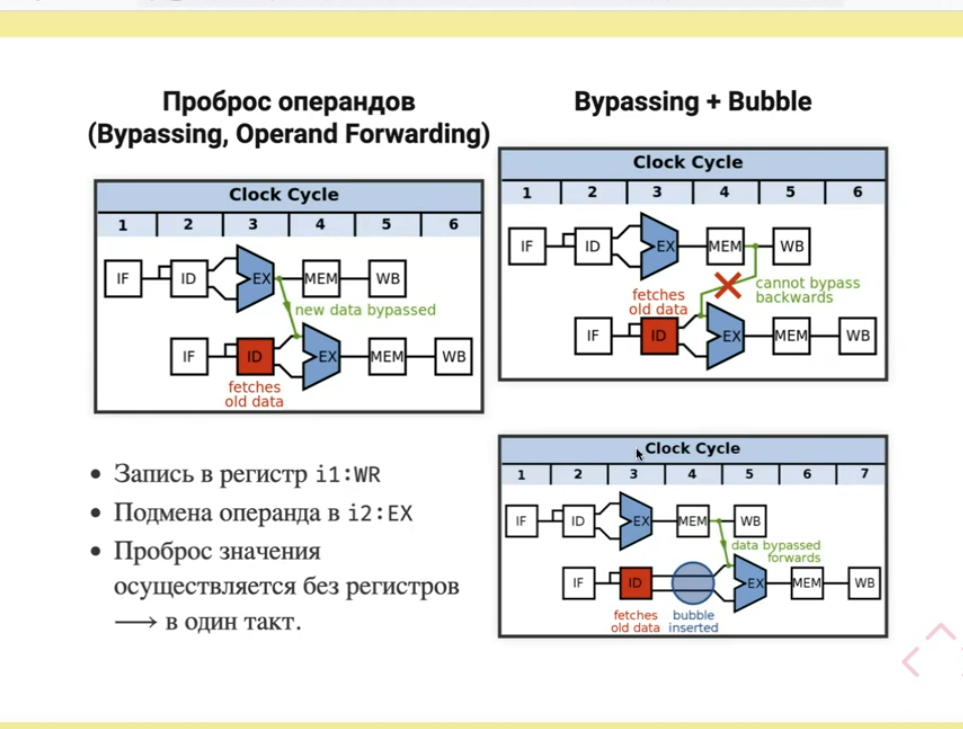 Проброс операндов
(Bypassing, Operand Forwarding)
Clock Cycle
1 2 3 4 5 6
IF ID EX MEM WB
new data bypassed
IF ID EX MEM WB
fetches
old data
• Запись в регистр i1:WR
• Подмена операнда в i2:EX
• Проброс значения
осуществляется без регистров
⟶ в один такт.
Bypassing + Bubble
Clock Cycle
1 2 3 4 5 6
IF ID EX MEM WB
cannot bypass
backwards
fetches
old data
IF ID EX MEM WB
Clock Cycle
1 2 3 4 5 6 7
IF ID EX MEM WB
data bypassed
forwards
IF ID EX MEM WB
fetches
old data
bubble
inserted